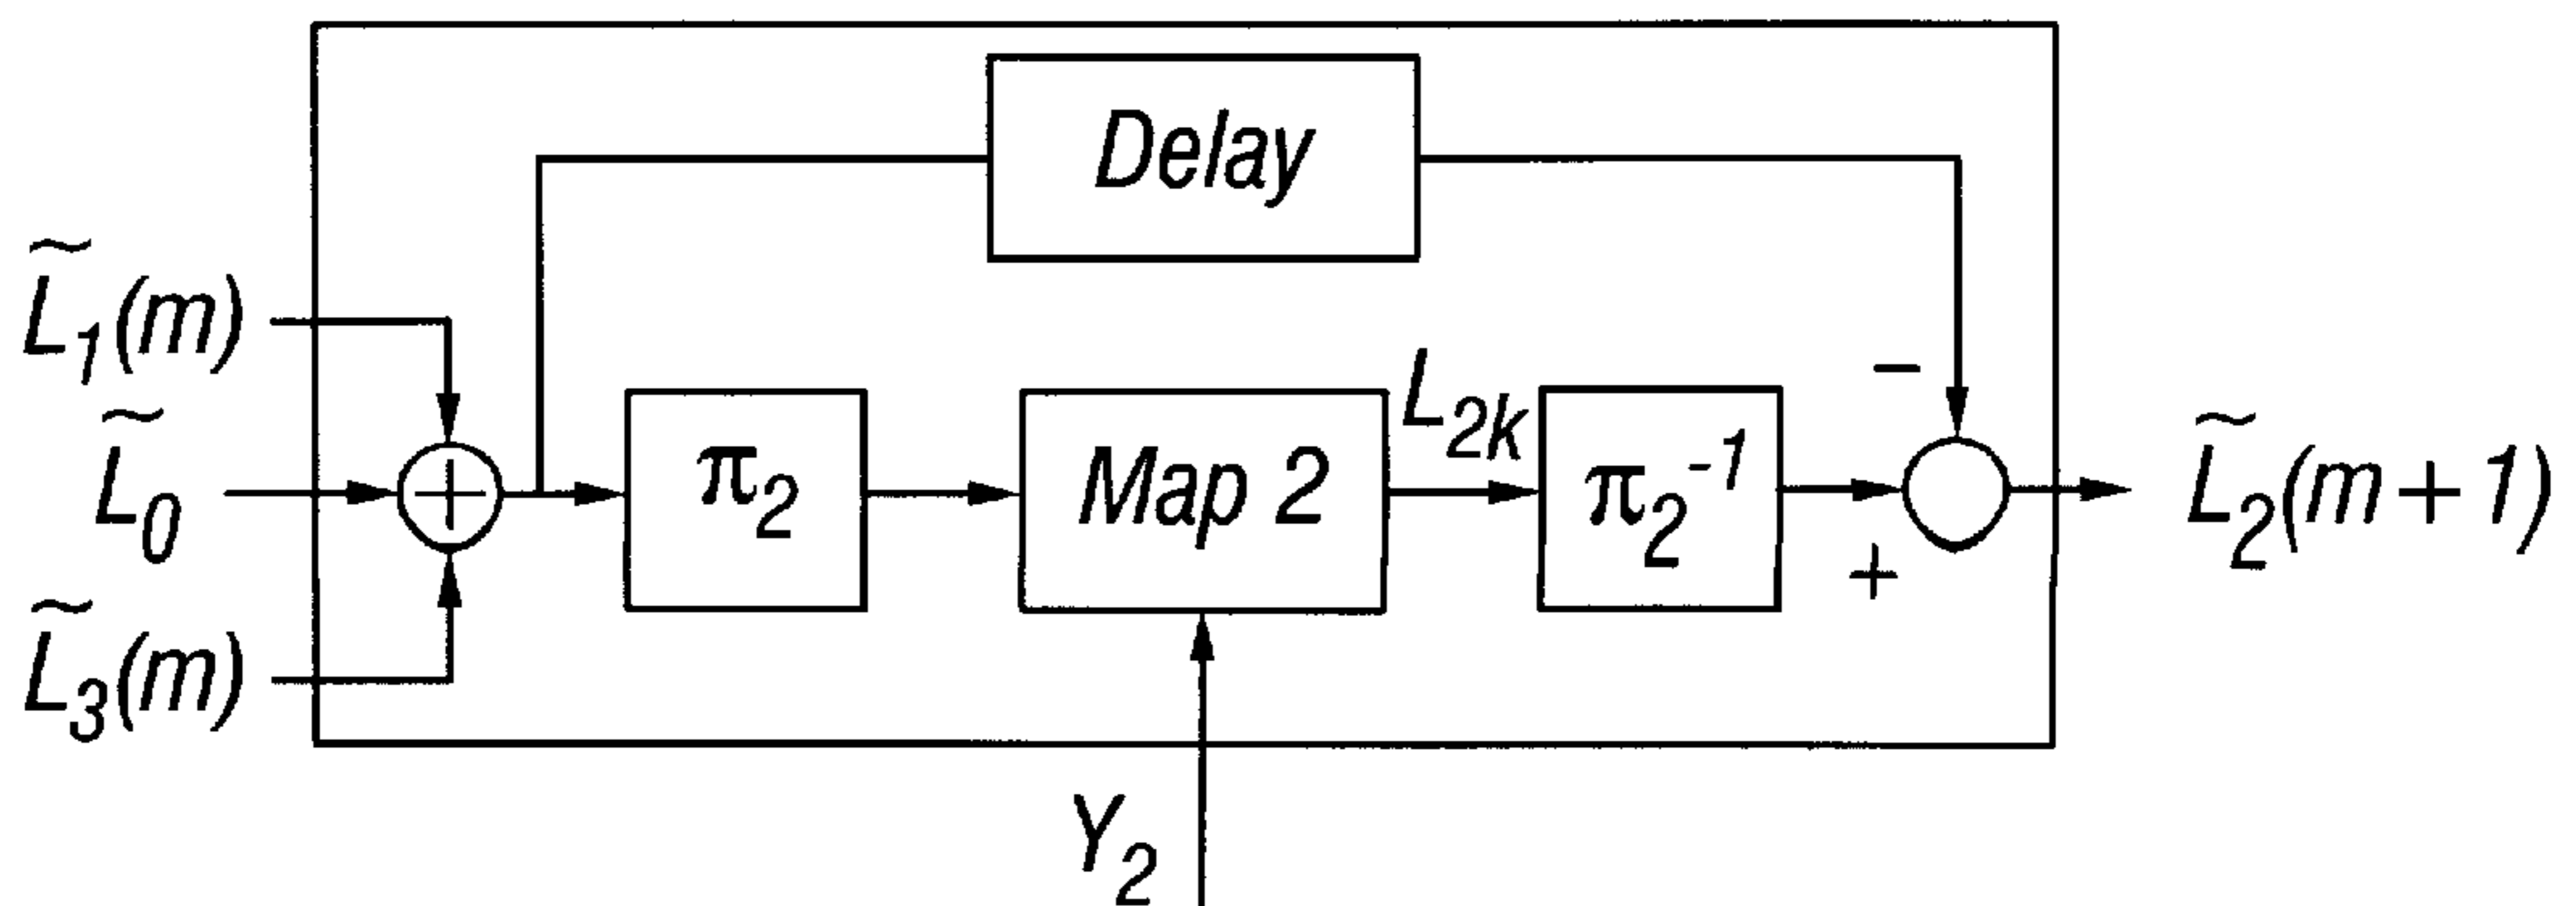 Delay
L̃₁(m)
L̃₀
L̃₃(m)
+
π₂
Map 2
L₂ₖ
π₂⁻¹
−
+
L̃₂(m+1)
Y₂